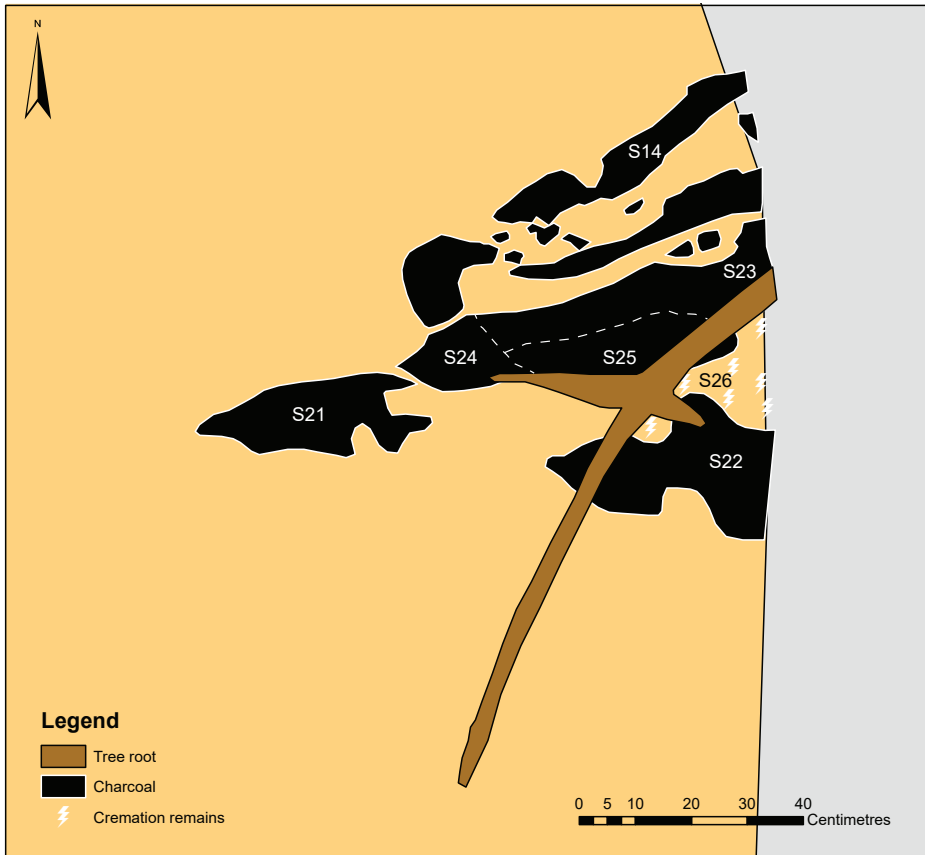 N
S14
S23
S24
S25
S26
S21
S22
Legend
Tree root
Charcoal
Cremation remains
0 5 10 20 30 40
Centimetres